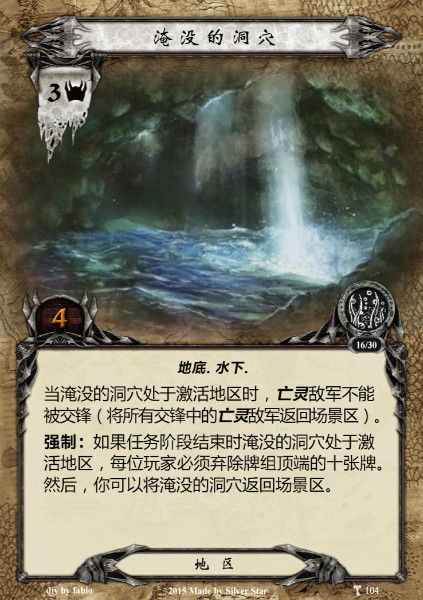 淹没的洞穴
3
4
16/30
地底. 水下.
当淹没的洞穴处于激活地区时，亡灵敌军不能
被交锋（将所有交锋中的亡灵敌军返回场景区）。
强制：如果任务阶段结束时淹没的洞穴处于激
活地区，每位玩家必须弃除牌组顶端的十张牌。
然后，你可以将淹没的洞穴返回场景区。
地区
diy by fabio 2015 Made by Silver Star 104